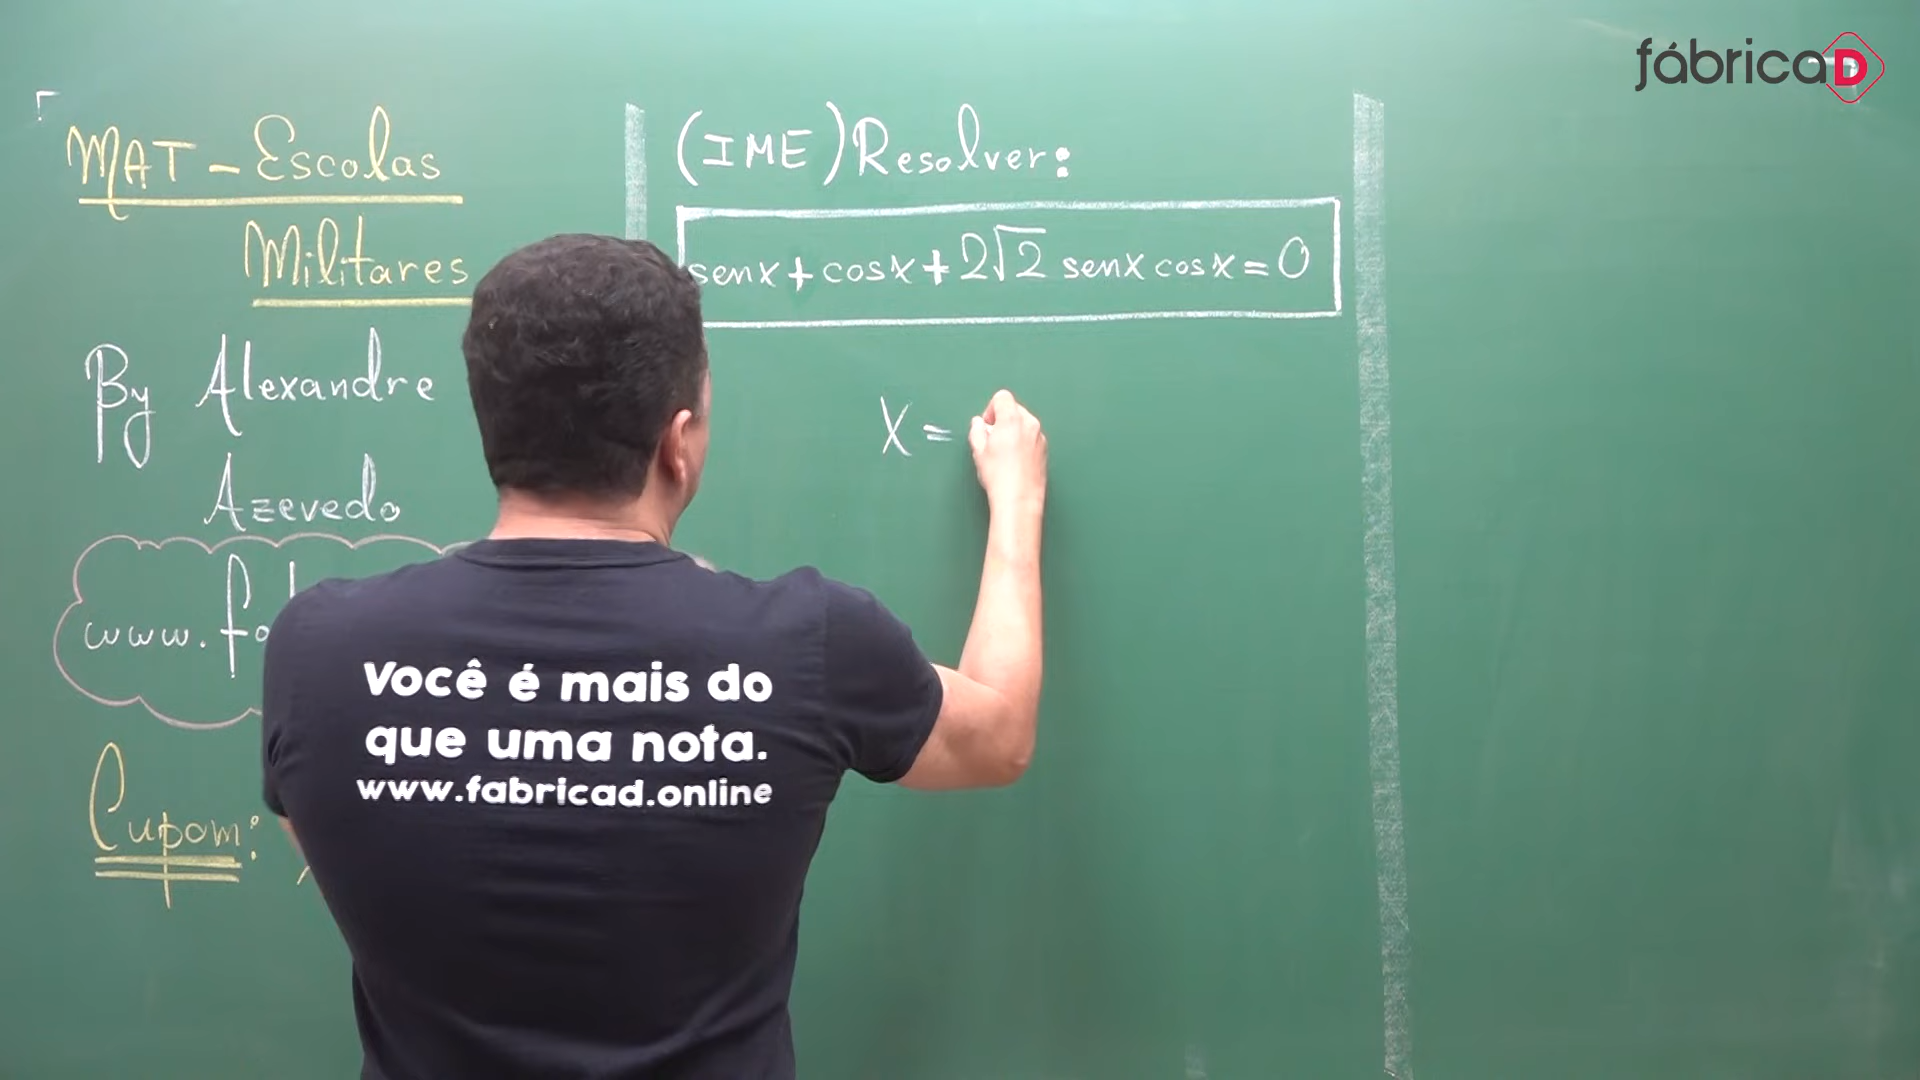 fábricaD
MAT - Escolas
Militares
By Alexandre
Azevedo
www.
Cupom:
(IME) Resolver:
senx + cosx + 2√2 senx cosx = 0
X =
Você é mais do
que uma nota.
www.fabricad.online